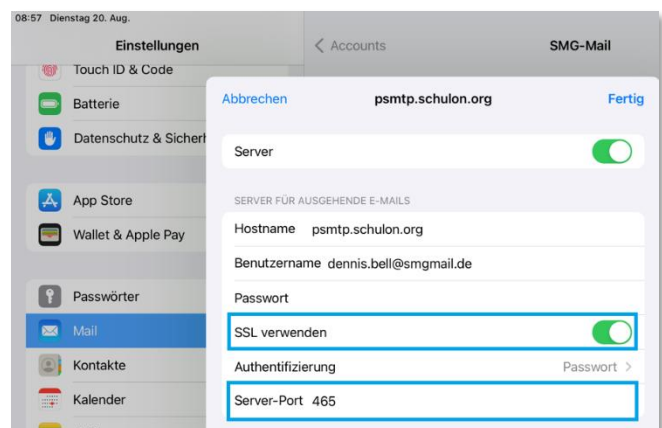 08:57 Dienstag 20. Aug.
Einstellungen
Accounts
SMG-Mail
Touch ID & Code
Batterie
Datenschutz & Sicherh
App Store
Wallet & Apple Pay
Passwörter
Mail
Kontakte
Kalender
Abbrechen psmtp.schulon.org Fertig
Server
SERVER FÜR AUSGEHENDE E-MAILS
Hostname psmtp.schulon.org
Benutzername dennis.bell@smgmail.de
Passwort
SSL verwenden
Authentifizierung Passwort
Server-Port 465